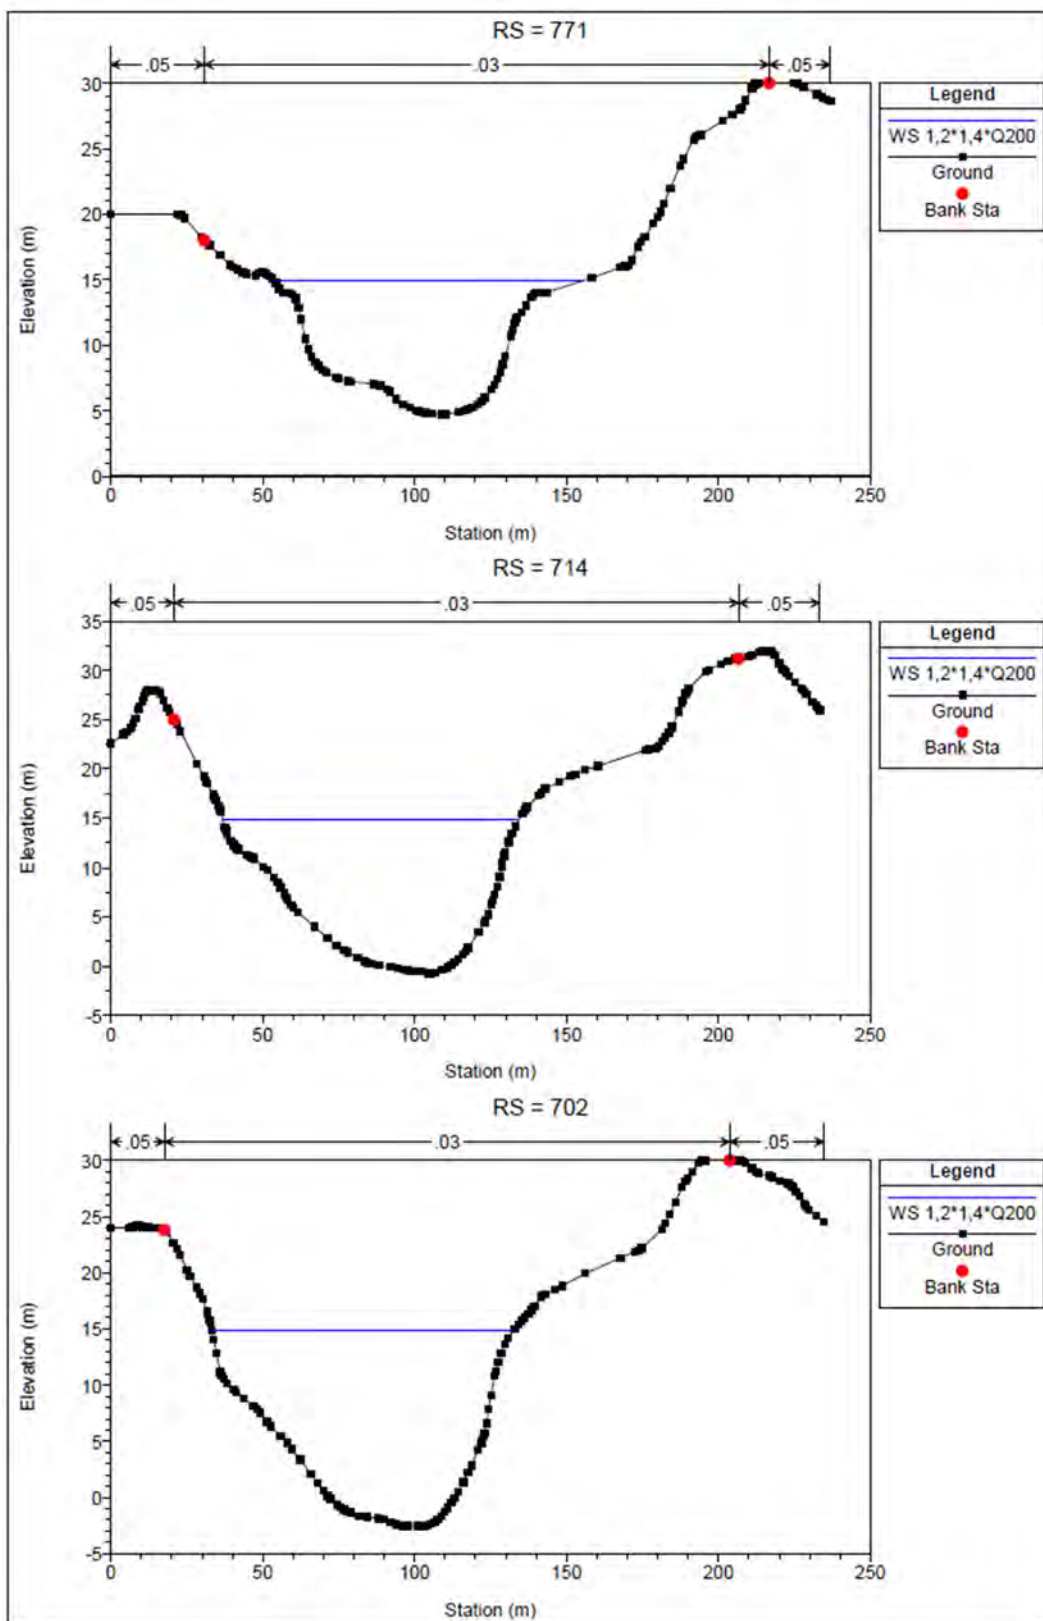 RS = 771
.05 .03 .05
30
25
20
15
10
5
0
Elevation (m)
0 50 100 150 200 250
Station (m)
Legend
WS 1,2*1,4*Q200
Ground
Bank Sta
RS = 714
.05 .03 .05
35
30
25
20
15
10
5
0
-5
Elevation (m)
0 50 100 150 200 250
Station (m)
Legend
WS 1,2*1,4*Q200
Ground
Bank Sta
RS = 702
.05 .03 .05
30
25
20
15
10
5
0
-5
Elevation (m)
0 50 100 150 200 250
Station (m)
Legend
WS 1,2*1,4*Q200
Ground
Bank Sta